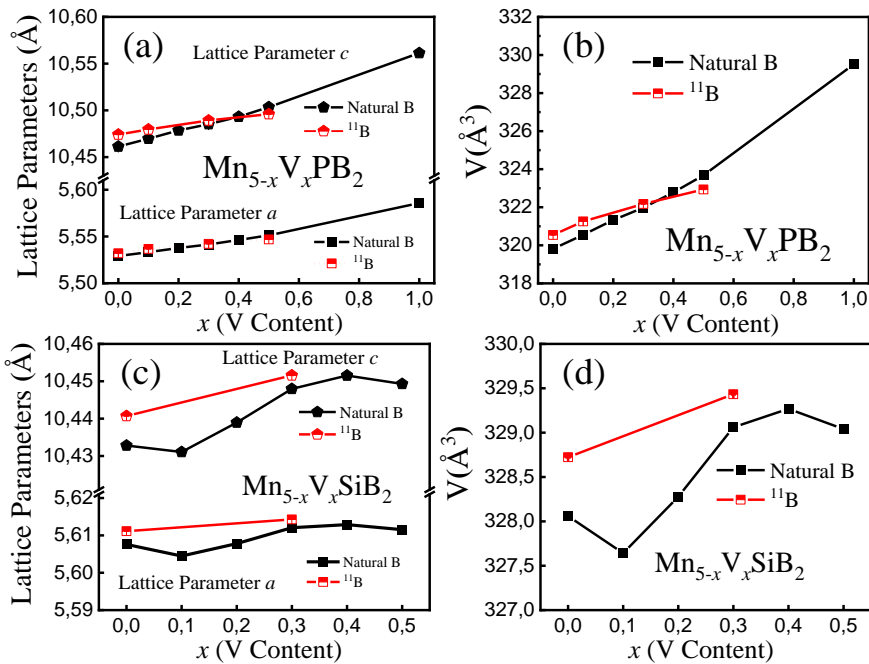 (a)
Lattice Parameters (Å)
10,60
10,55
10,50
10,45
5,60
5,55
5,50
Lattice Parameter c
Natural B
¹¹B
Mn₅₋ₓVₓPB₂
Lattice Parameter a
Natural B
¹¹B
0,0 0,2 0,4 0,6 0,8 1,0
x (V Content)
(b)
V(Å³)
330
328
326
324
322
320
318
Natural B
¹¹B
Mn₅₋ₓVₓPB₂
0,0 0,2 0,4 0,6 0,8 1,0
x (V Content)
(c)
Lattice Parameters (Å)
10,46
10,45
10,44
10,43
5,62
5,61
5,60
5,59
Lattice Parameter c
Natural B
¹¹B
Mn₅₋ₓVₓSiB₂
Natural B
¹¹B
Lattice Parameter a
0,0 0,1 0,2 0,3 0,4 0,5
x (V Content)
(d)
V(Å³)
330,0
329,5
329,0
328,5
328,0
327,5
327,0
Natural B
¹¹B
Mn₅₋ₓVₓSiB₂
0,0 0,1 0,2 0,3 0,4 0,5
x (V Content)